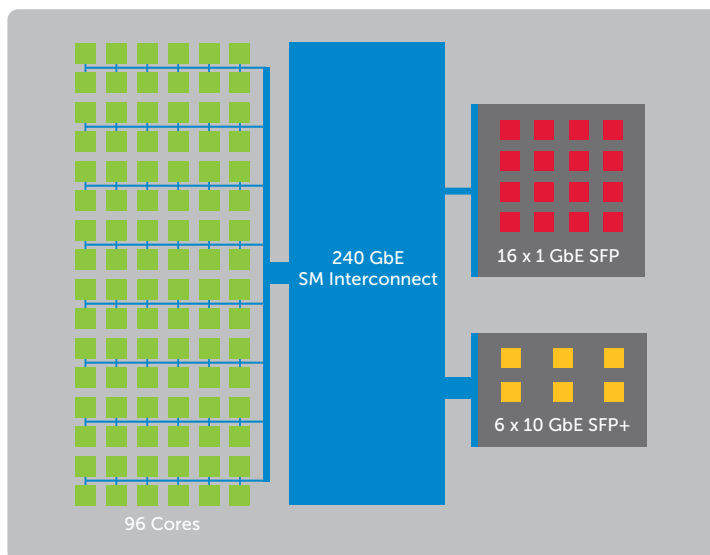 240 GbE
SM Interconnect
16 x 1 GbE SFP
6 x 10 GbE SFP+
96 Cores